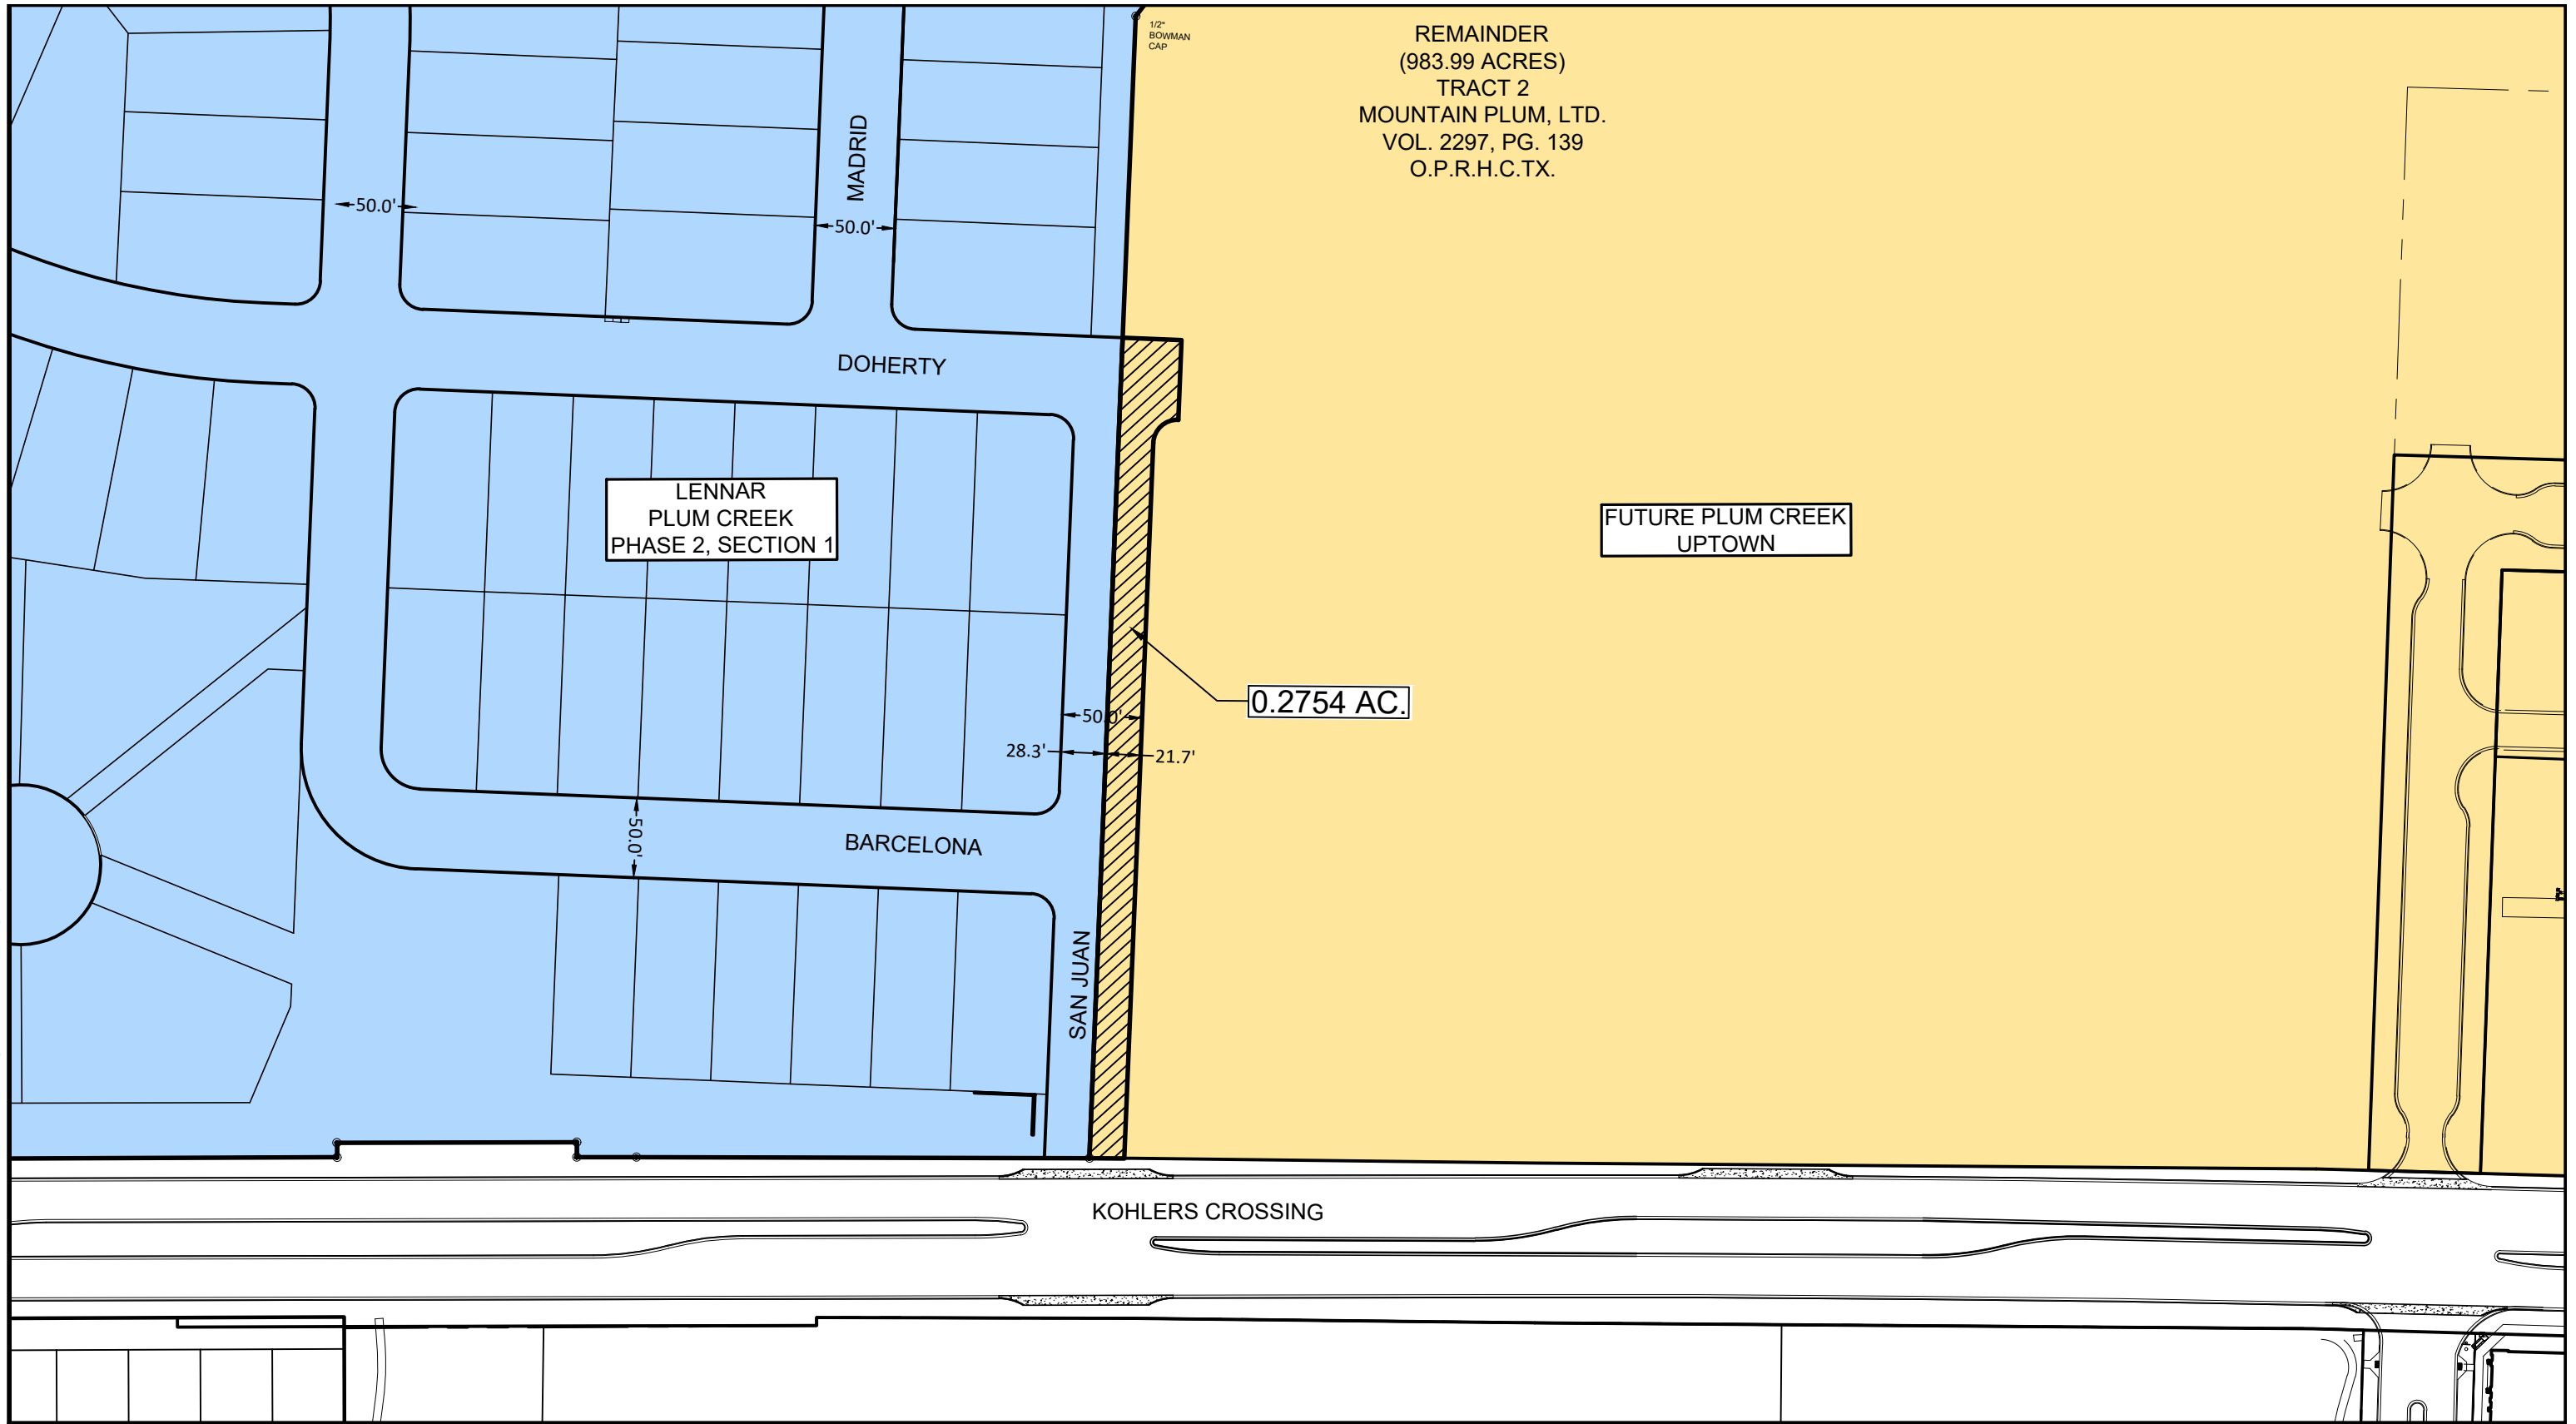 1/2"
BOWMAN
CAP
REMAINDER
(983.99 ACRES)
TRACT 2
MOUNTAIN PLUM, LTD.
VOL. 2297, PG. 139
O.P.R.H.C.TX.
MADRID
50.0'
50.0'
DOHERTY
LENNAR
PLUM CREEK
PHASE 2, SECTION 1
FUTURE PLUM CREEK
UPTOWN
0.2754 AC.
50.0'
28.3'
21.7'
50.0'
BARCELONA
SAN JUAN
KOHLERS CROSSING